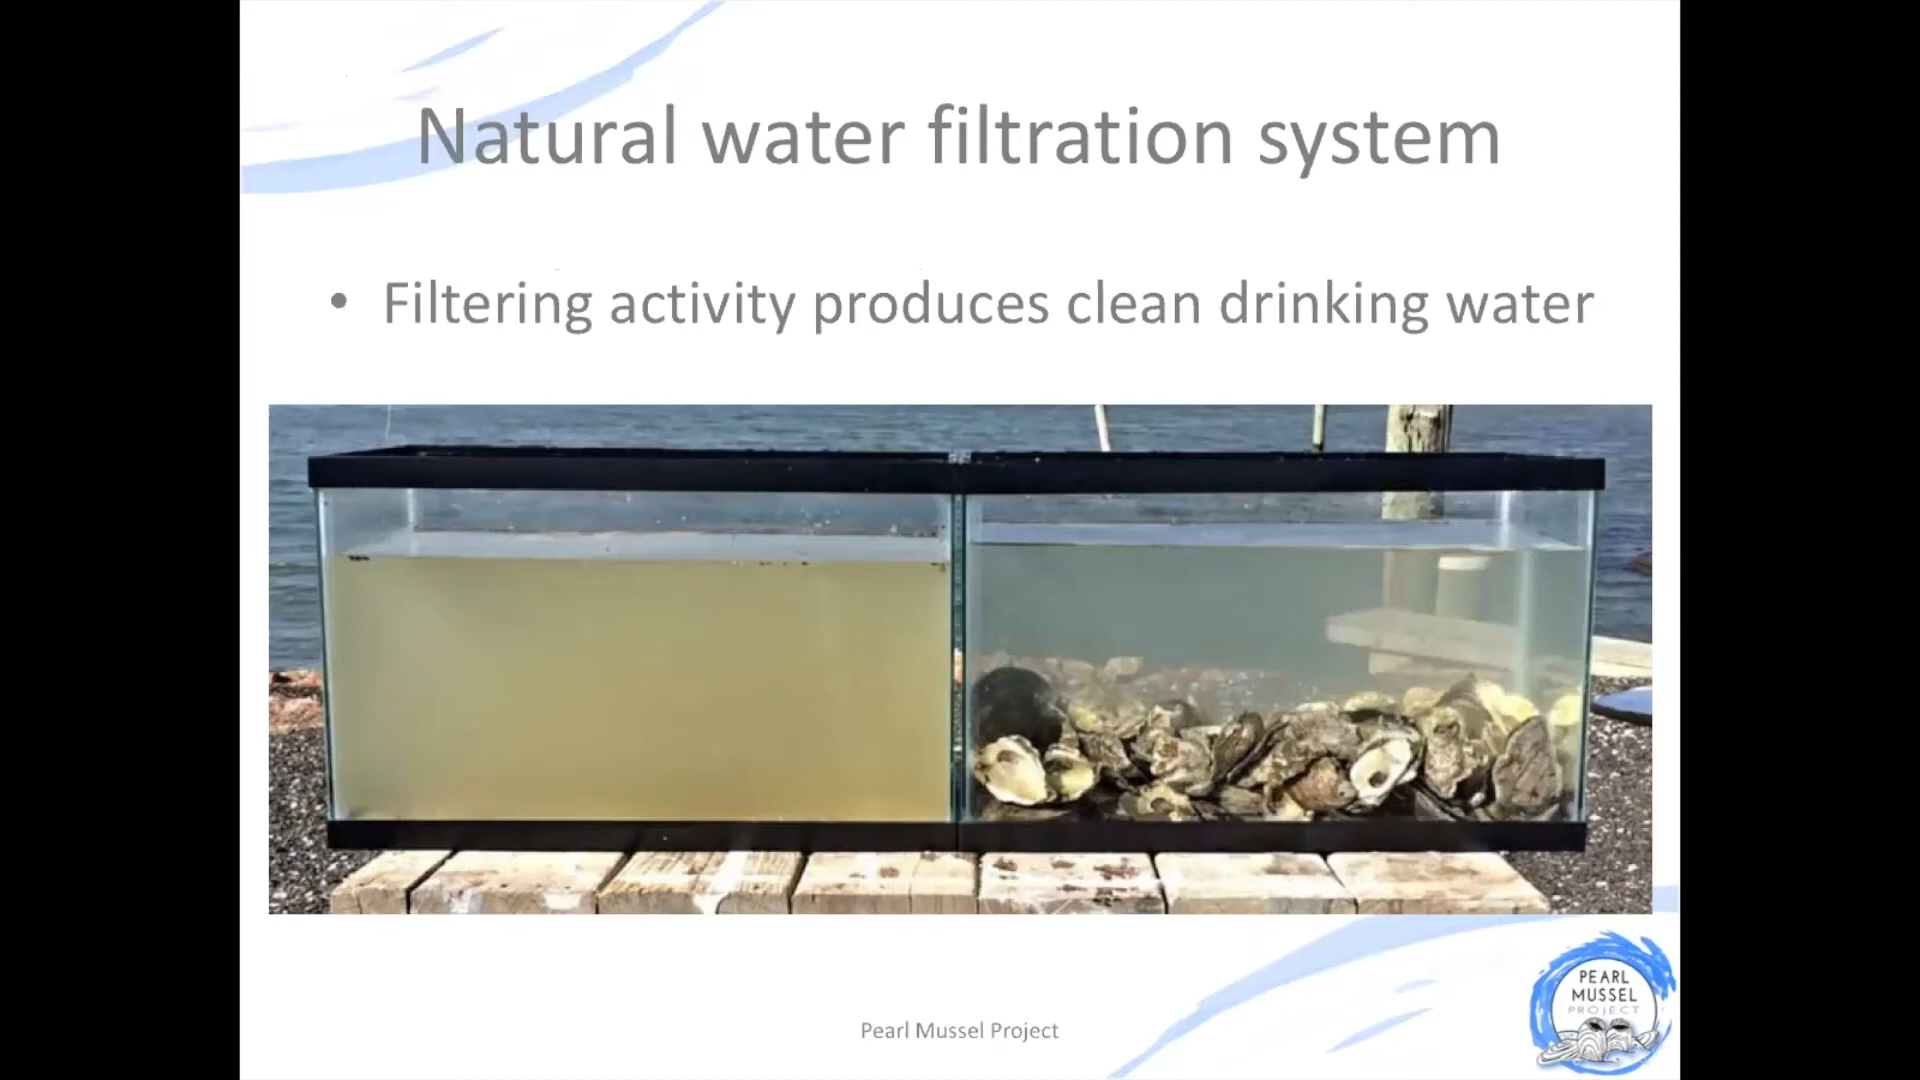 Natural water filtration system
• Filtering activity produces clean drinking water
Pearl Mussel Project
PEARL
MUSSEL
PROJECT